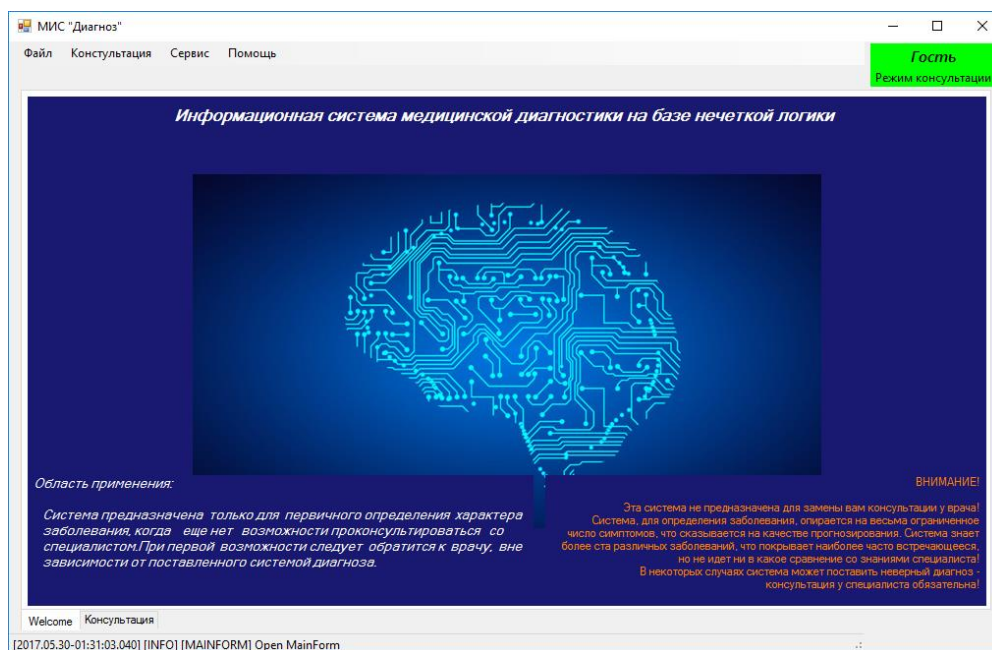 МИС "Диагноз"
Файл Констультация Сервис Помощь
Гость
Режим консультации
Информационная система медицинской диагностики на базе нечеткой логики
Область применения:
Система предназначена только для первичного определения характера
заболевания, когда еще нет возможности проконсультироваться со
специалистом.При первой возможности следует обратится к врачу, вне
зависимости от поставленного системой диагноза.
ВНИМАНИЕ!
Эта система не предназначена для замены вам консультации у врача!
Система, для определения заболевания, опирается на весьма ограниченное
число симптомов, что сказывается на качестве прогнозирования. Система знает
более ста различных заболеваний, что покрывает наиболее часто встречающееся,
но не идет ни в какое сравнение со знаниями специалиста!
В некоторых случаях система может поставить неверный диагноз -
консультация у специалиста обязательна!
Welcome Консультация
[2017.05.30-01:31:03.040] [INFO] [MAINFORM] Open MainForm